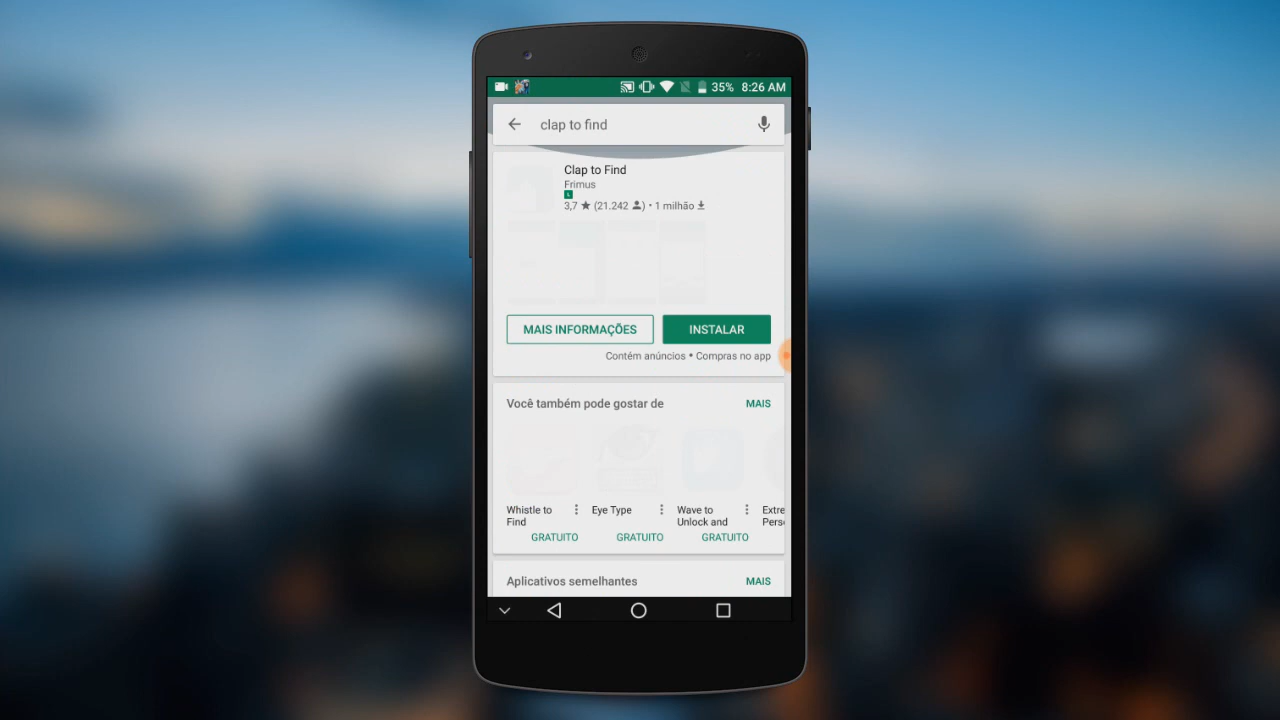 35% 8:26 AM
clap to find
Clap to Find
Frimus
3,7 ★ (21.242) • 1 milhão
MAIS INFORMAÇÕES
INSTALAR
Contém anúncios • Compras no app
Você também pode gostar de MAIS
Whistle to Find
Eye Type
Wave to Unlock and
Extre
Pers
GRATUITO GRATUITO GRATUITO
Aplicativos semelhantes MAIS